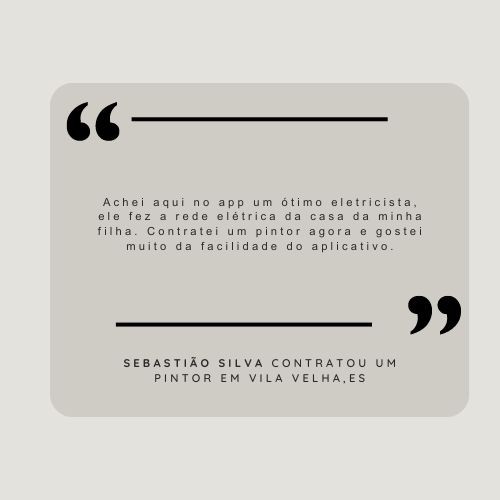 Achei aqui no app um ótimo eletricista,
ele fez a rede elétrica da casa da minha
filha. Contratei um pintor agora e gostei
muito da facilidade do aplicativo.
SEBASTIÃO SILVA CONTRATOU UM
PINTOR EM VILA VELHA,ES